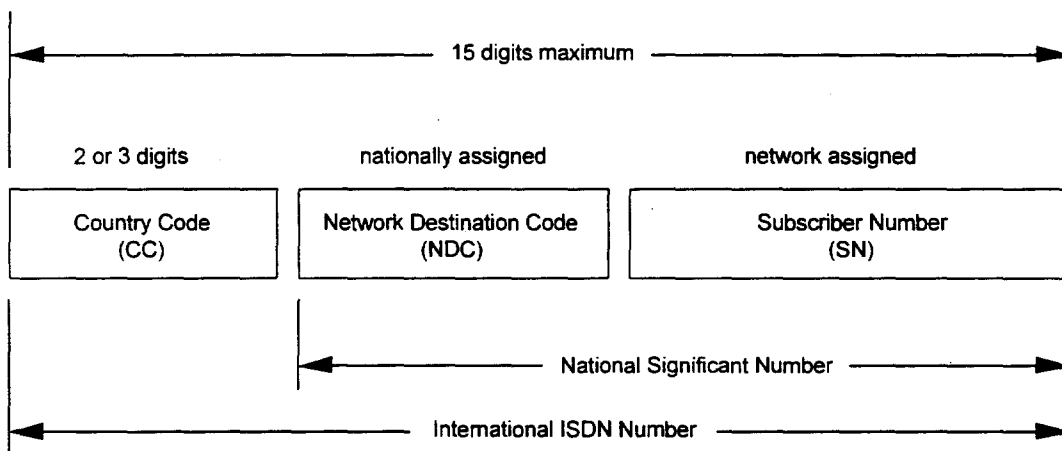 15 digits maximum
2 or 3 digits
nationally assigned
network assigned
Country Code
(CC)
Network Destination Code
(NDC)
Subscriber Number
(SN)
National Significant Number
International ISDN Number